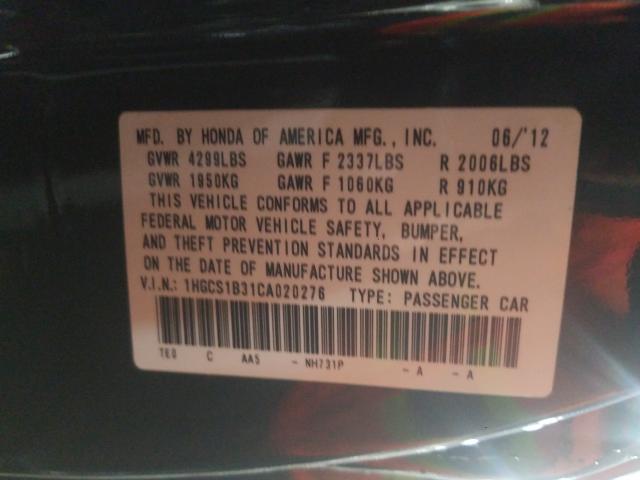 MFD. BY HONDA OF AMERICA MFG., INC. 06/'12
GVWR 4299LBS GAWR F 2337LBS R 2006LBS
GVWR 1950KG GAWR F 1060KG R 910KG
THIS VEHICLE CONFORMS TO ALL APPLICABLE
FEDERAL MOTOR VEHICLE SAFETY, BUMPER,
AND THEFT PREVENTION STANDARDS IN EFFECT
ON THE DATE OF MANUFACTURE SHOWN ABOVE.
V.I.N.: 1HGCS1B31CA020276 TYPE: PASSENGER CAR
TE0 C AA5 - NH731P - A - A